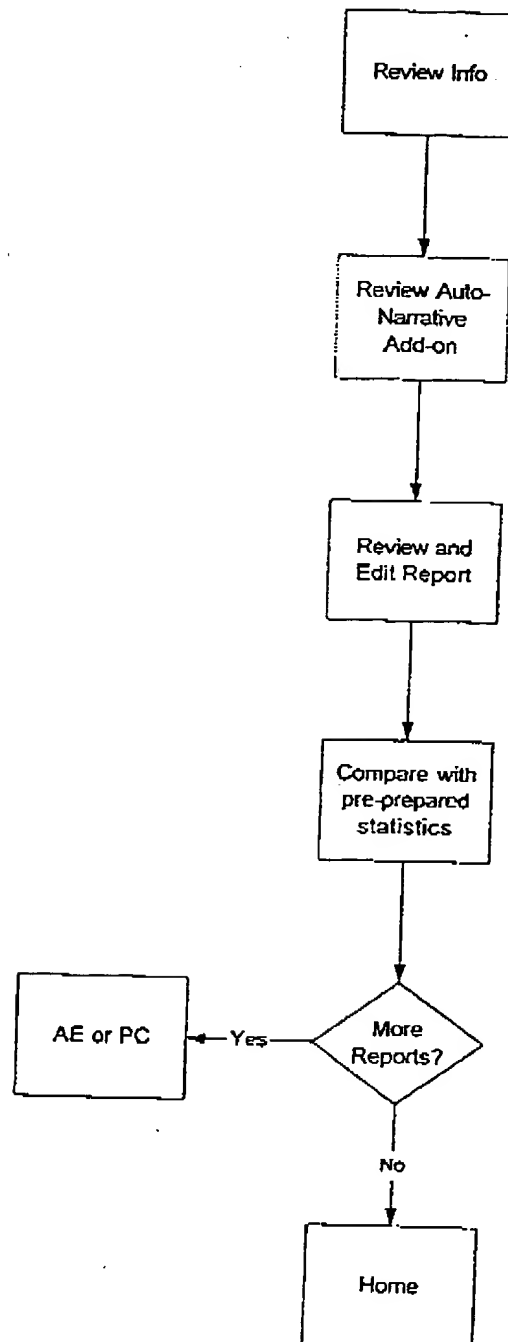 Review Info
Review Auto-
Narrative
Add-on
Review and
Edit Report
Compare with
pre-prepared
statistics
More
Reports?
Yes
AE or PC
No
Home